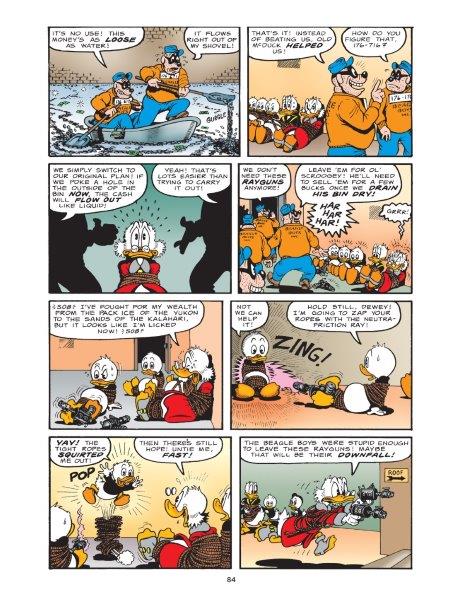 IT'S NO USE! THIS
MONEY'S AS LOOSE
AS WATER!
IT FLOWS
RIGHT OUT OF
MY SHOVEL!
BURGLE
THAT'S IT! INSTEAD
OF BEATING US, OLD
McDUCK HELPED
US!
HOW DO YOU
FIGURE THAT,
176-716?
176-176
WE SIMPLY SWITCH TO
OUR ORIGINAL PLAN! IF
WE POKE A HOLE IN
THE OUTSIDE OF THE
BIN NOW, THE CASH
WILL FLOW OUT
LIKE LIQUID!
YEAH! THAT'S
LOTS EASIER THAN
TRYING TO CARRY
IT OUT!
WE DON'T
NEED THESE
RAYGUNS
ANYMORE!
LEAVE 'EM FOR OL'
SCROOGEY! HE'LL NEED
TO SELL 'EM FOR A FEW
BUCKS ONCE WE DRAIN
HIS BIN DRY!
HAR
HAR
HAR!
GRRR!
BEAGLE
BOYS
INC.
SOB! I'VE FOUGHT FOR MY WEALTH
FROM THE PACK ICE OF THE YUKON
TO THE SANDS OF THE KALAHARI,
BUT IT LOOKS LIKE I'M LICKED
NOW! SOB!
NOT
WE CAN
HELP
IT!
HOLD STILL, DEWEY!
I'M GOING TO ZAP YOUR
ROPES WITH THE NEUTRA-
FRICTION RAY!
ZING!
YAY! THE
TIGHT ROPES
SQUIRTED
ME OUT!
POP
THEN THERE'S STILL
HOPE! UNTIE ME,
FAST!
THE BEAGLE BOYS WERE STUPID ENOUGH
TO LEAVE THESE RAYGUNS! MAYBE
THAT WILL BE THEIR DOWNFALL!
ROOF
84